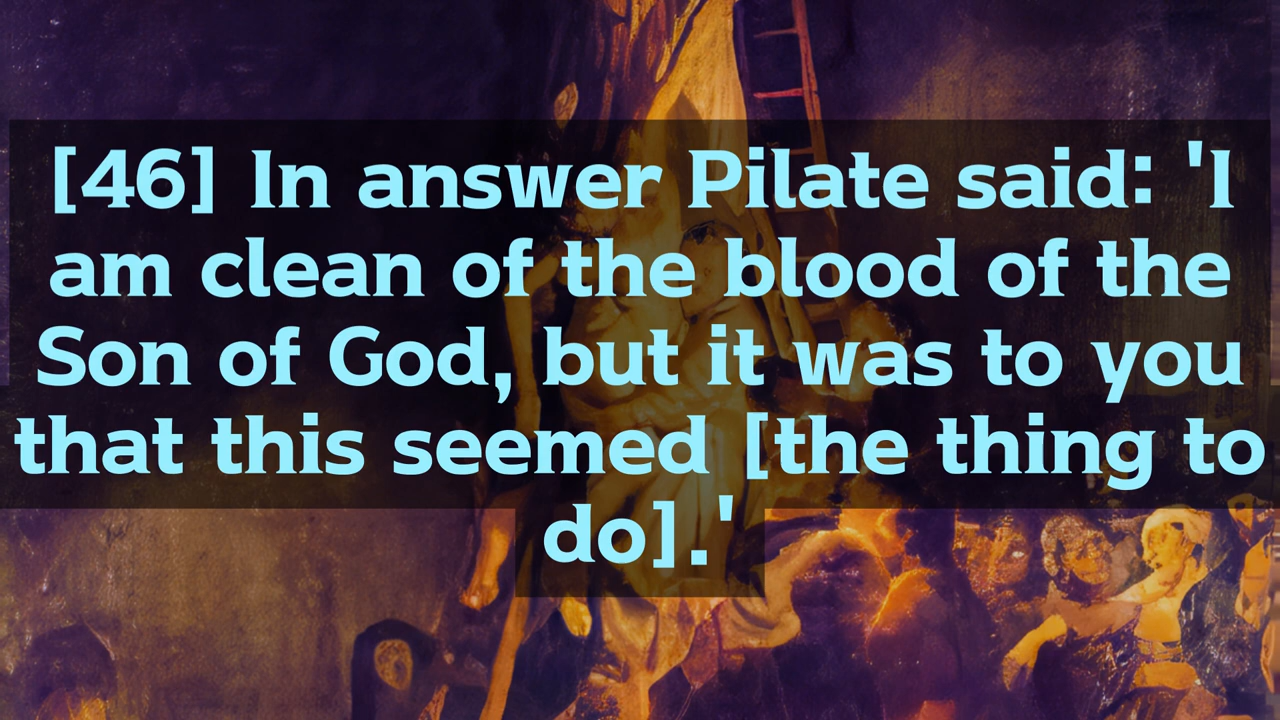 [46] In answer Pilate said: 'I
am clean of the blood of the
Son of God, but it was to you
that this seemed [the thing to
do].'